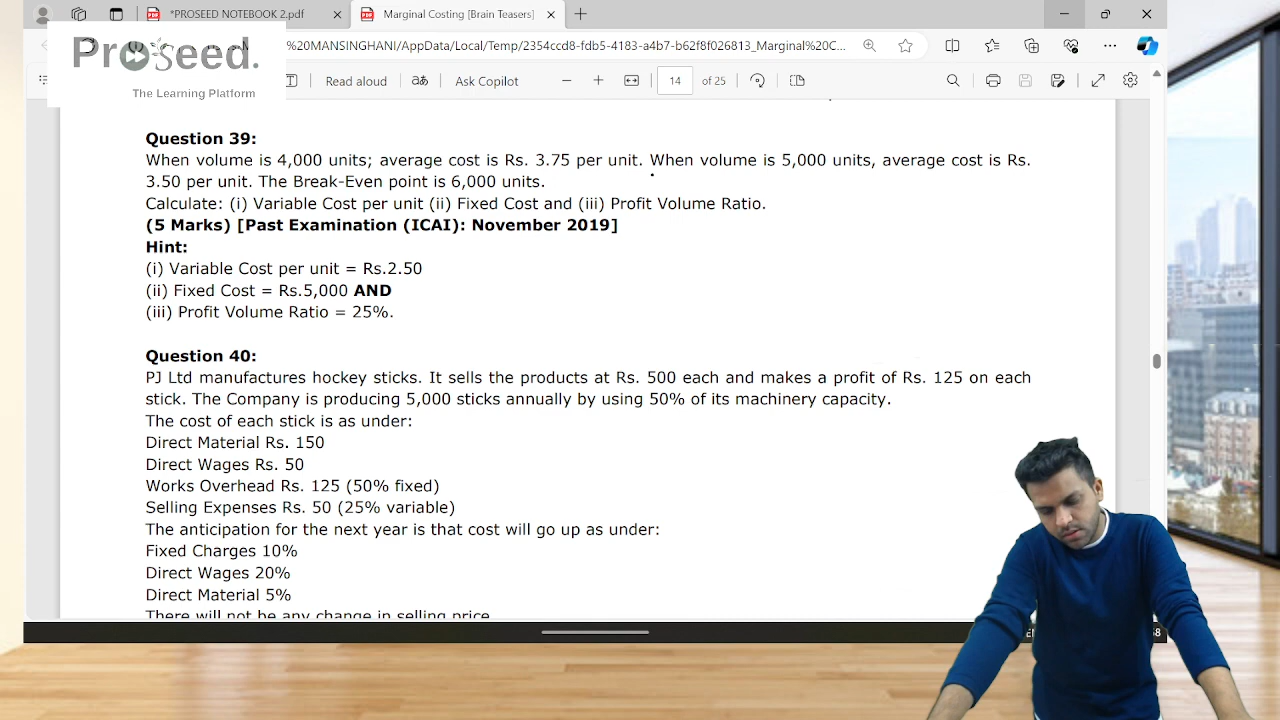 *PROSEED NOTEBOOK 2.pdf
Marginal Costing [Brain Teasers]
Proseed.
The Learning Platform
%20MANSINGHANI/AppData/Local/Temp/2354ccd8-fdb5-4183-a4b7-b62f8f026813_Marginal%20C...
Read aloud
Ask Copilot
14 of 25
Question 39:
When volume is 4,000 units; average cost is Rs. 3.75 per unit. When volume is 5,000 units, average cost is Rs.
3.50 per unit. The Break-Even point is 6,000 units.
Calculate: (i) Variable Cost per unit (ii) Fixed Cost and (iii) Profit Volume Ratio.
(5 Marks) [Past Examination (ICAI): November 2019]
Hint:
(i) Variable Cost per unit = Rs.2.50
(ii) Fixed Cost = Rs.5,000 AND
(iii) Profit Volume Ratio = 25%.
Question 40:
PJ Ltd manufactures hockey sticks. It sells the products at Rs. 500 each and makes a profit of Rs. 125 on each
stick. The Company is producing 5,000 sticks annually by using 50% of its machinery capacity.
The cost of each stick is as under:
Direct Material Rs. 150
Direct Wages Rs. 50
Works Overhead Rs. 125 (50% fixed)
Selling Expenses Rs. 50 (25% variable)
The anticipation for the next year is that cost will go up as under:
Fixed Charges 10%
Direct Wages 20%
Direct Material 5%
There will not be any change in selling price